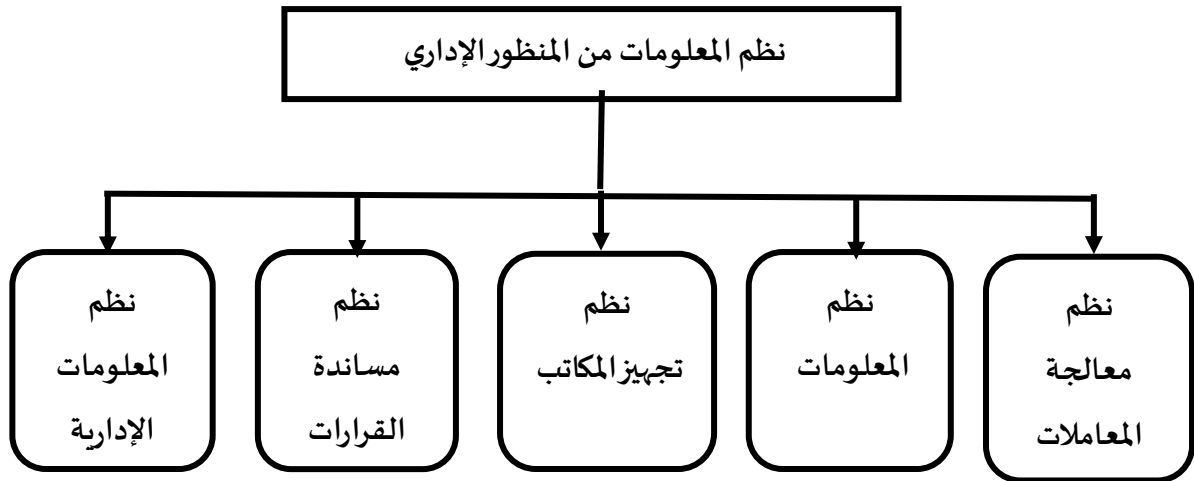 نظم المعلومات من المنظور الإداري
نظم
معالجة
المعاملات
نظم
المعلومات
نظم
تجهيز المكاتب
نظم
مساندة
القرارات
نظم
المعلومات
الإدارية